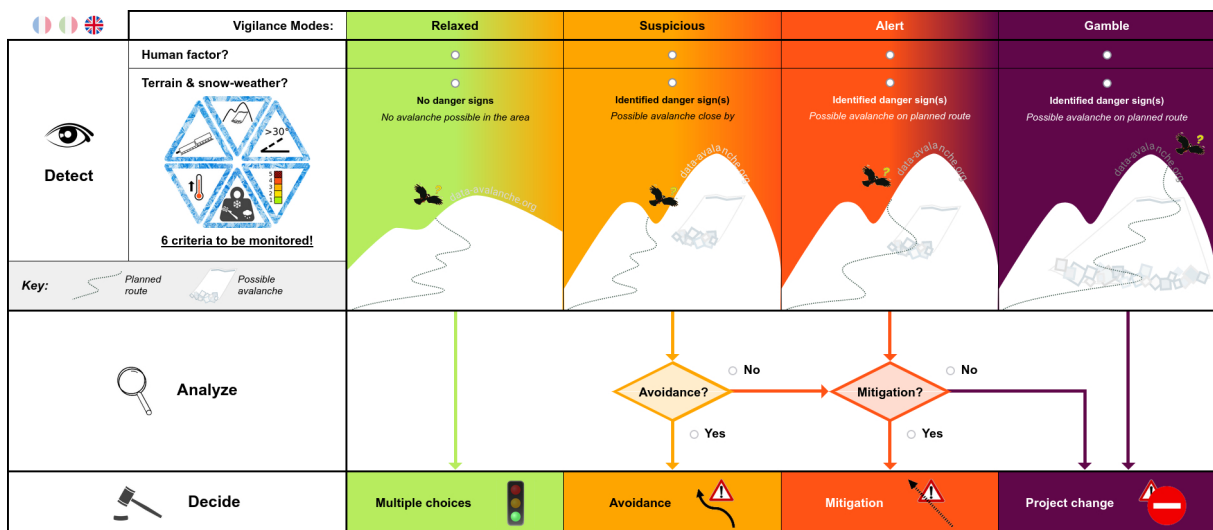 Vigilance Modes:
Relaxed
Suspicious
Alert
Gamble
Human factor?
Terrain & snow-weather?
>30°
5
4
3
2
1
6 criteria to be monitored!
Detect
No danger signs
No avalanche possible in the area
Identified danger sign(s)
Possible avalanche close by
Identified danger sign(s)
Possible avalanche on planned route
Identified danger sign(s)
Possible avalanche on planned route
?
data-avalanche.org
?
data-avalanche.org
?
data-avalanche.org
?
data-avalanche.org
Key:
Planned
route
Possible
avalanche
Analyze
Avoidance?
No
Yes
Mitigation?
No
Yes
Decide
Multiple choices
Avoidance
Mitigation
Project change